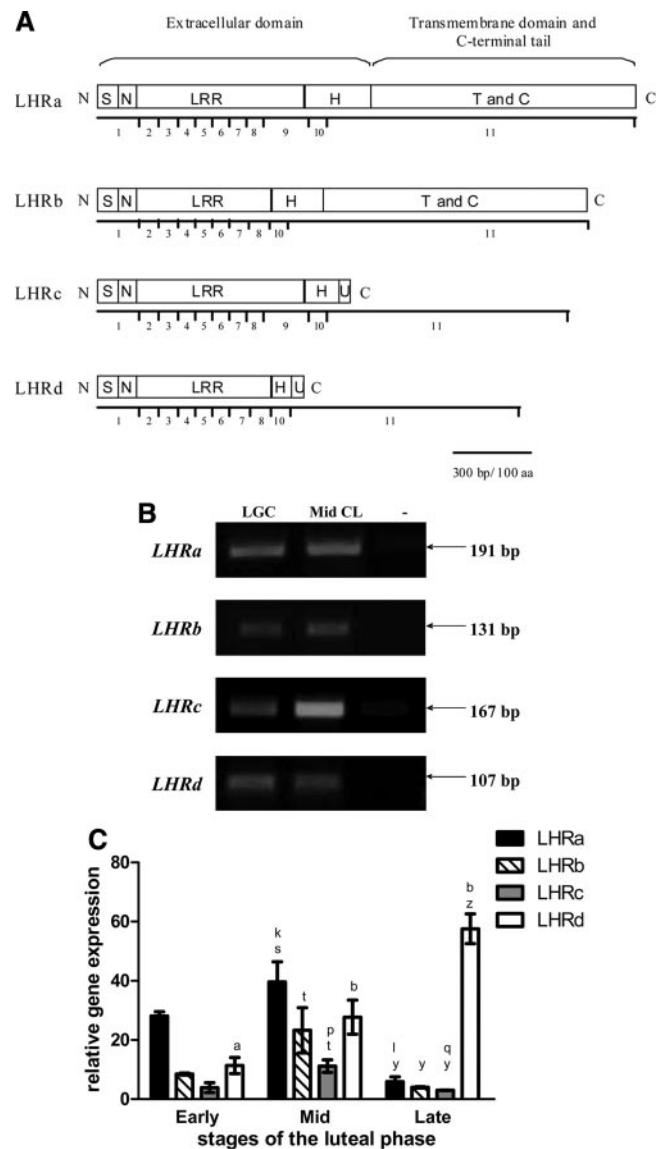 A
Extracellular domain
Transmembrane domain and
C-terminal tail
LHRa N S N LRR H T and C C
1 2 3 4 5 6 7 8 9 10 11
LHRb N S N LRR H T and C C
1 2 3 4 5 6 7 8 10 11
LHRc N S N LRR H U C
1 2 3 4 5 6 7 8 9 10 11
LHRd N S N LRR H U C
1 2 3 4 5 6 7 8 10 11
300 bp/ 100 aa
B
LGC Mid CL -
LHRa 191 bp
LHRb 131 bp
LHRc 167 bp
LHRd 107 bp
C
LHRa
LHRb
LHRc
LHRd
relative gene expression
80
60
40
20
0
a
k
s
t
p
t
b
l
y
y
q
y
b
z
Early Mid Late
stages of the luteal phase